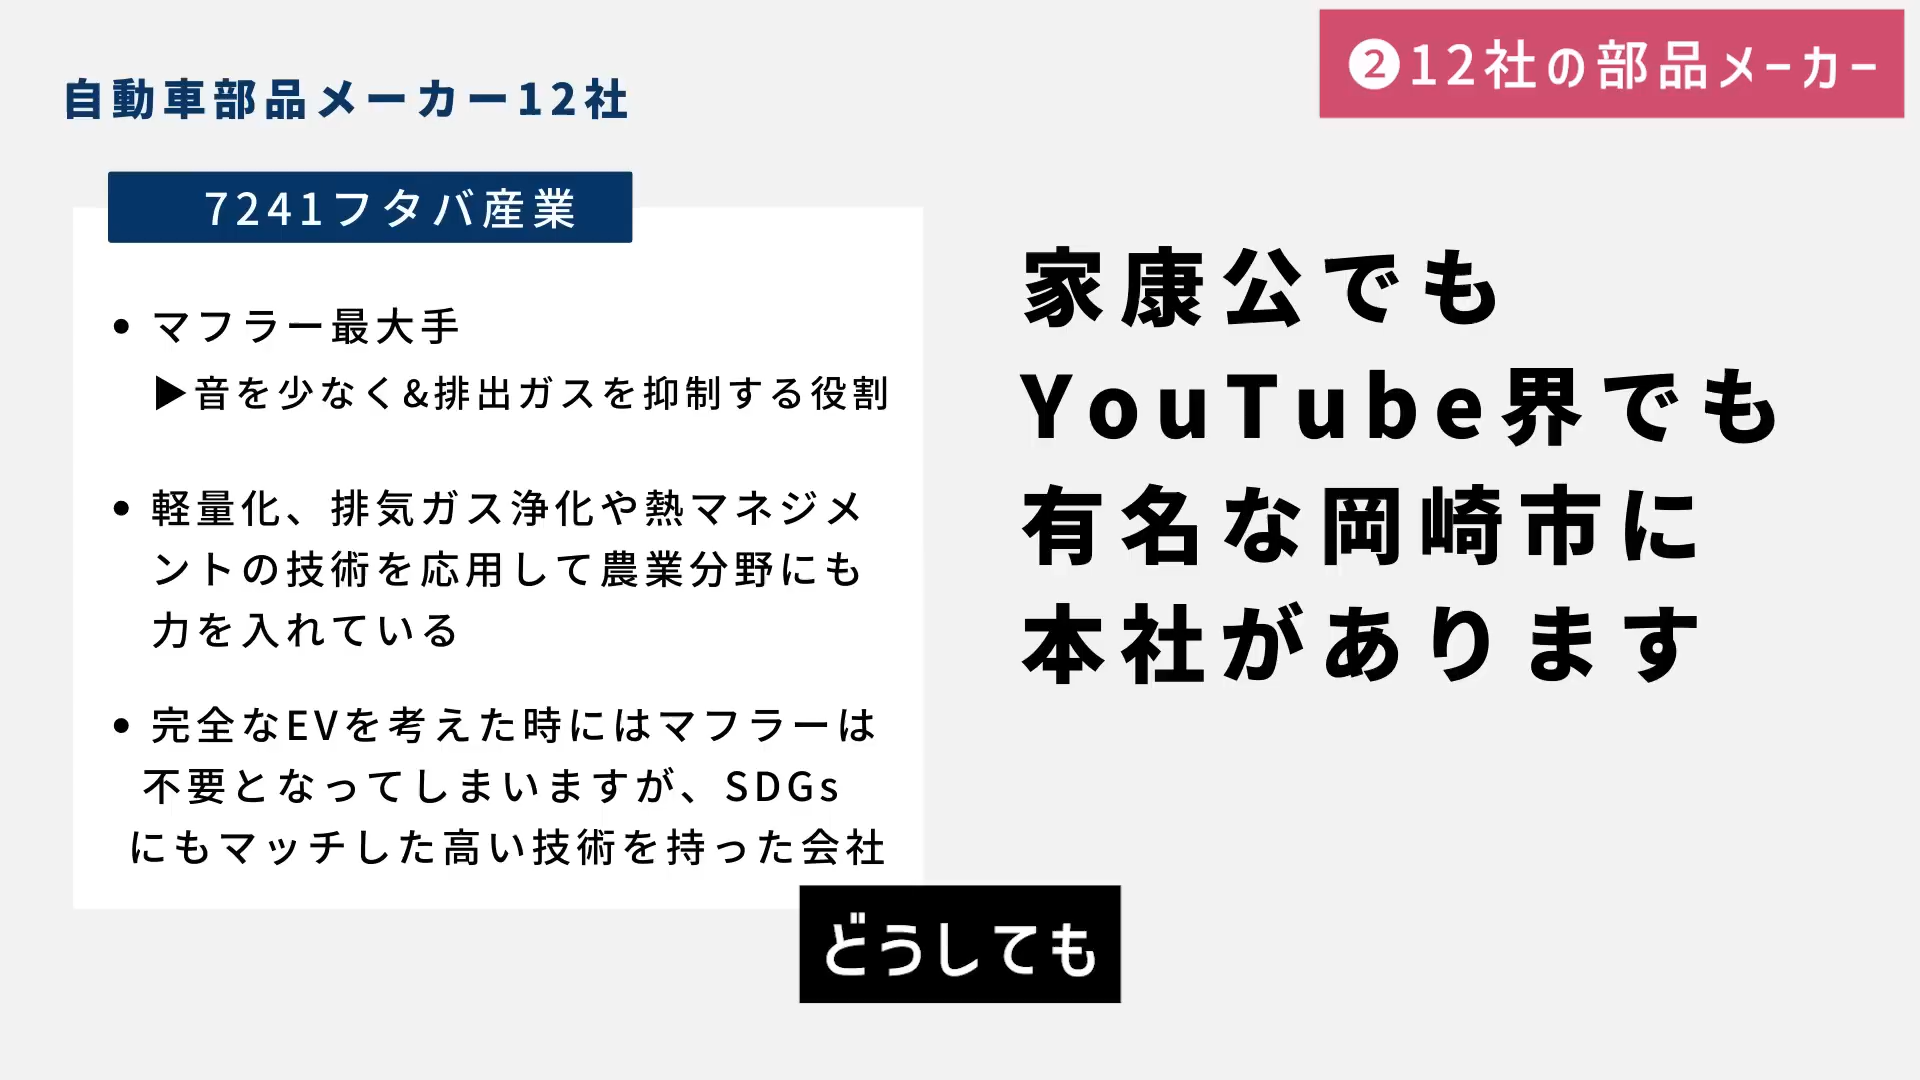 自動車部品メーカー12社
❷12社の部品メーカー
7241フタバ産業
• マフラー最大手
▶音を少なく&排出ガスを抑制する役割
• 軽量化、排気ガス浄化や熱マネジメ
ントの技術を応用して農業分野にも
力を入れている
• 完全なEVを考えた時にはマフラーは
不要となってしまいますが、SDGs
にもマッチした高い技術を持った会社
家康公でも
YouTube界でも
有名な岡崎市に
本社があります
どうしても